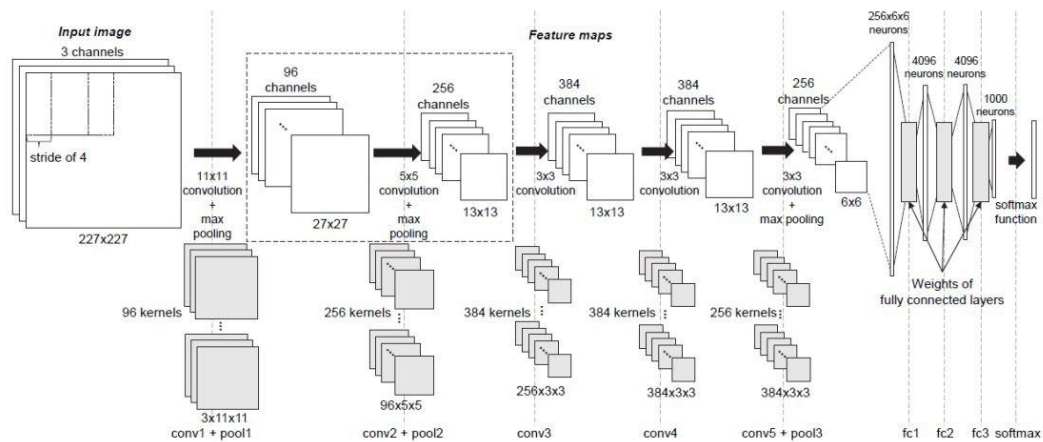 Input image
Feature maps
3 channels
stride of 4
227x227
11x11
convolution
+
max
pooling
96
channels
27x27
5x5
convolution
+
max
pooling
256
channels
13x13
3x3
convolution
384
channels
13x13
3x3
convolution
384
channels
13x13
3x3
convolution
+
max pooling
256
channels
6x6
256x6x6
neurons
4096
neurons
4096
neurons
1000
neurons
softmax
function
Weights of
fully connected layers
96 kernels
3x11x11
256 kernels
96x5x5
384 kernels
256x3x3
384 kernels
384x3x3
256 kernels
384x3x3
conv1 + pool1
conv2 + pool2
conv3
conv4
conv5 + pool3
fc1
fc2
fc3
softmax